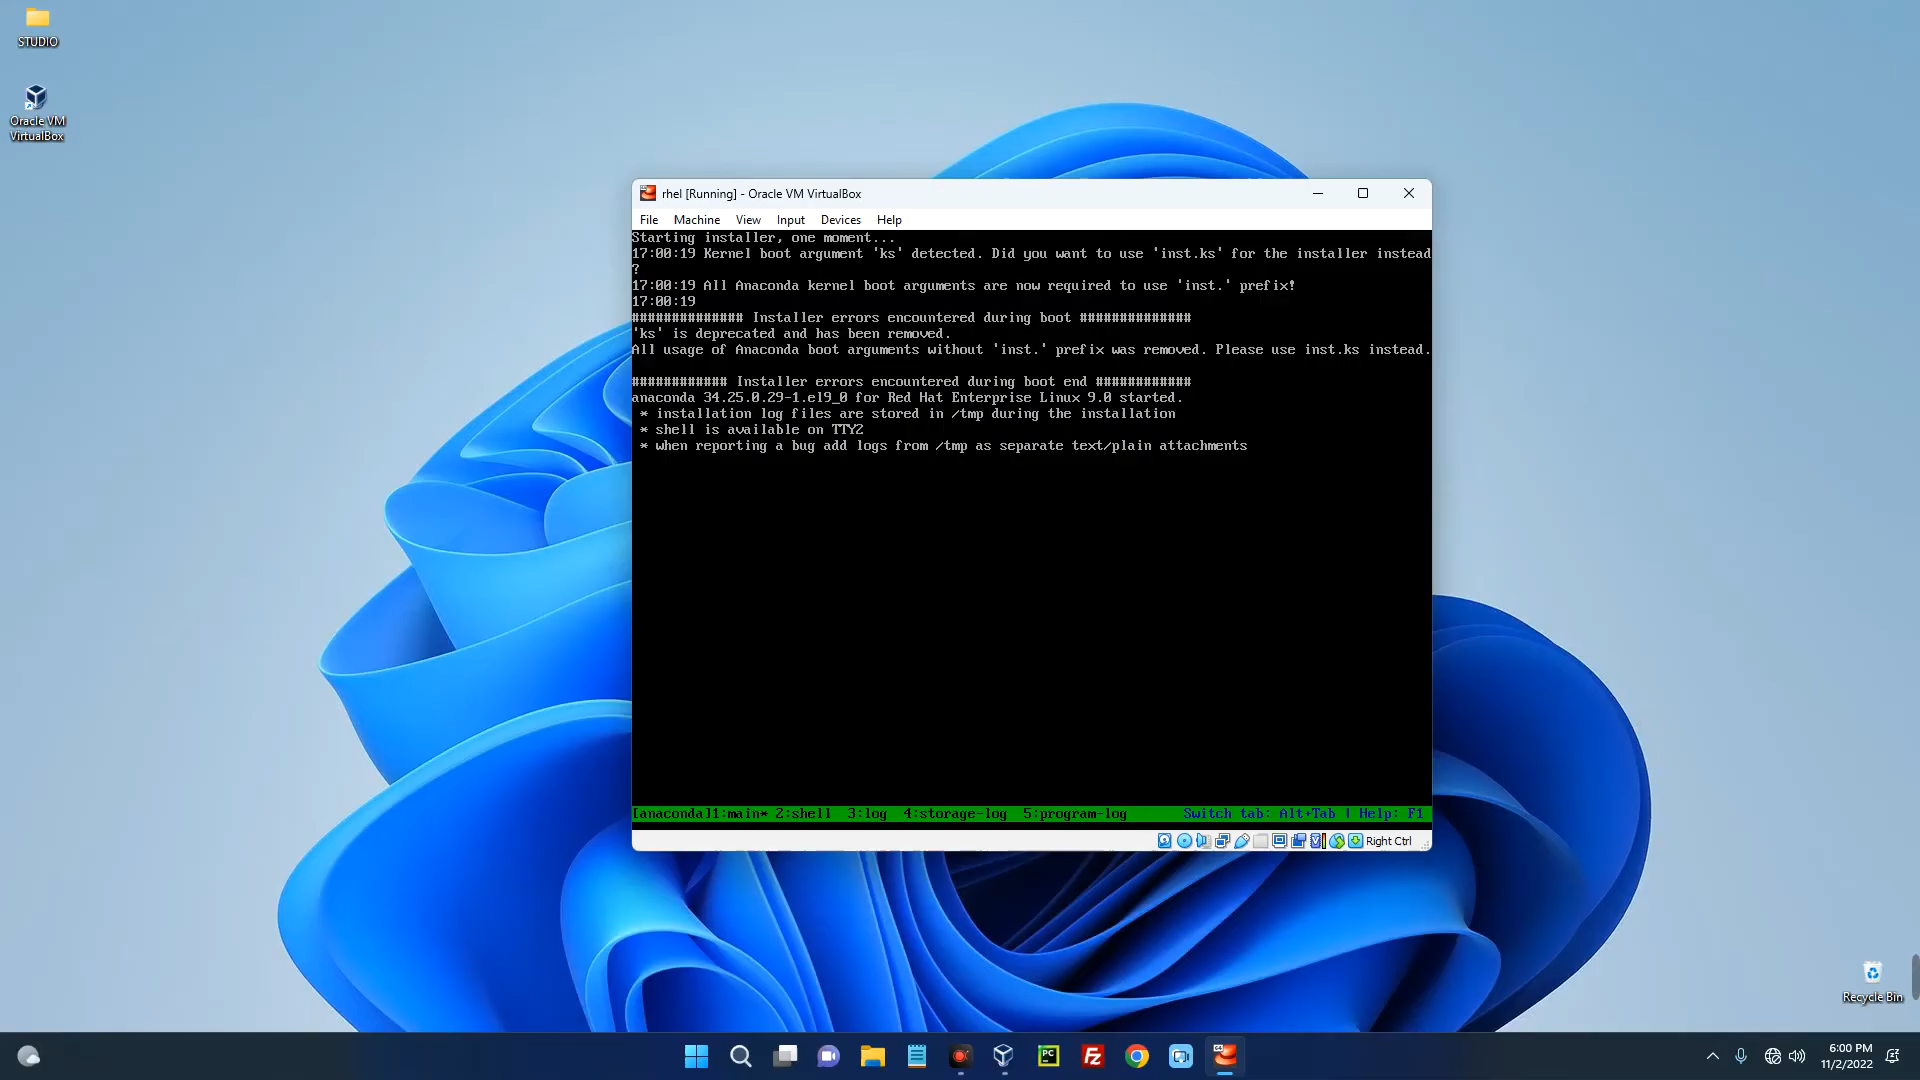 STUDIO
Oracle VM
VirtualBox
rhel [Running] - Oracle VM VirtualBox
File Machine View Input Devices Help
Starting installer, one moment...
17:00:19 Kernel boot argument 'ks' detected. Did you want to use 'inst.ks' for the installer instead
?
17:00:19 All Anaconda kernel boot arguments are now required to use 'inst.' prefix!
17:00:19
############## Installer errors encountered during boot ##############
'ks' is deprecated and has been removed.
All usage of Anaconda boot arguments without 'inst.' prefix was removed. Please use inst.ks instead.
############ Installer errors encountered during boot end ############
anaconda 34.25.0.29-1.el9_0 for Red Hat Enterprise Linux 9.0 started.
* installation log files are stored in /tmp during the installation
* shell is available on TTY2
* when reporting a bug add logs from /tmp as separate text/plain attachments
[anaconda]1:main* 2:shell 3:log 4:storage-log 5:program-log Switch tab: Alt+Tab | Help: F1
Right Ctrl
Recycle Bin
PC
FZ
6:00 PM
11/2/2022